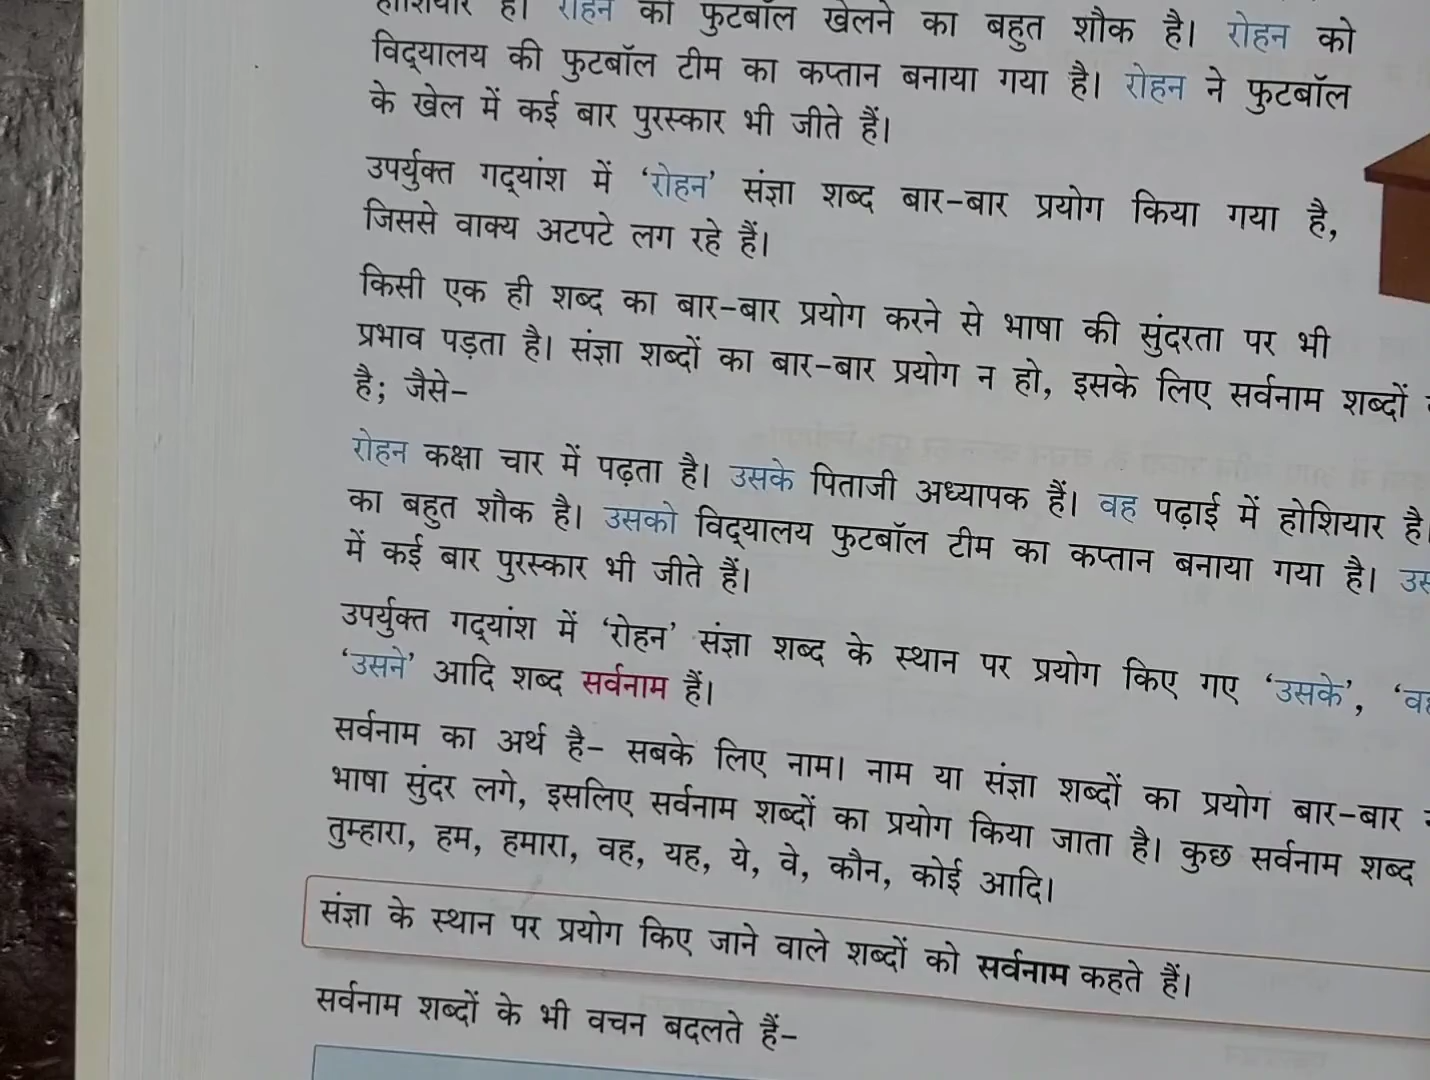 होशियार है। रोहन को फुटबॉल खेलने का बहुत शौक है। रोहन को
विद्यालय की फुटबॉल टीम का कप्तान बनाया गया है। रोहन ने फुटबॉल
के खेल में कई बार पुरस्कार भी जीते हैं।
उपर्युक्त गद्यांश में ‘रोहन’ संज्ञा शब्द बार-बार प्रयोग किया गया है,
जिससे वाक्य अटपटे लग रहे हैं।
किसी एक ही शब्द का बार-बार प्रयोग करने से भाषा की सुंदरता पर भी
प्रभाव पड़ता है। संज्ञा शब्दों का बार-बार प्रयोग न हो, इसके लिए सर्वनाम शब्दों
है; जैसे-
रोहन कक्षा चार में पढ़ता है। उसके पिताजी अध्यापक हैं। वह पढ़ाई में होशियार है।
का बहुत शौक है। उसको विद्यालय फुटबॉल टीम का कप्तान बनाया गया है।
में कई बार पुरस्कार भी जीते हैं।
उपर्युक्त गद्यांश में ‘रोहन’ संज्ञा शब्द के स्थान पर प्रयोग किए गए ‘उसके’,
‘उसने’ आदि शब्द सर्वनाम हैं।
सर्वनाम का अर्थ है- सबके लिए नाम। नाम या संज्ञा शब्दों का प्रयोग बार-बार
भाषा सुंदर लगे, इसलिए सर्वनाम शब्दों का प्रयोग किया जाता है। कुछ सर्वनाम शब्द
तुम्हारा, हम, हमारा, वह, यह, ये, वे, कौन, कोई आदि।
संज्ञा के स्थान पर प्रयोग किए जाने वाले शब्दों को सर्वनाम कहते हैं।
सर्वनाम शब्दों के भी वचन बदलते हैं-